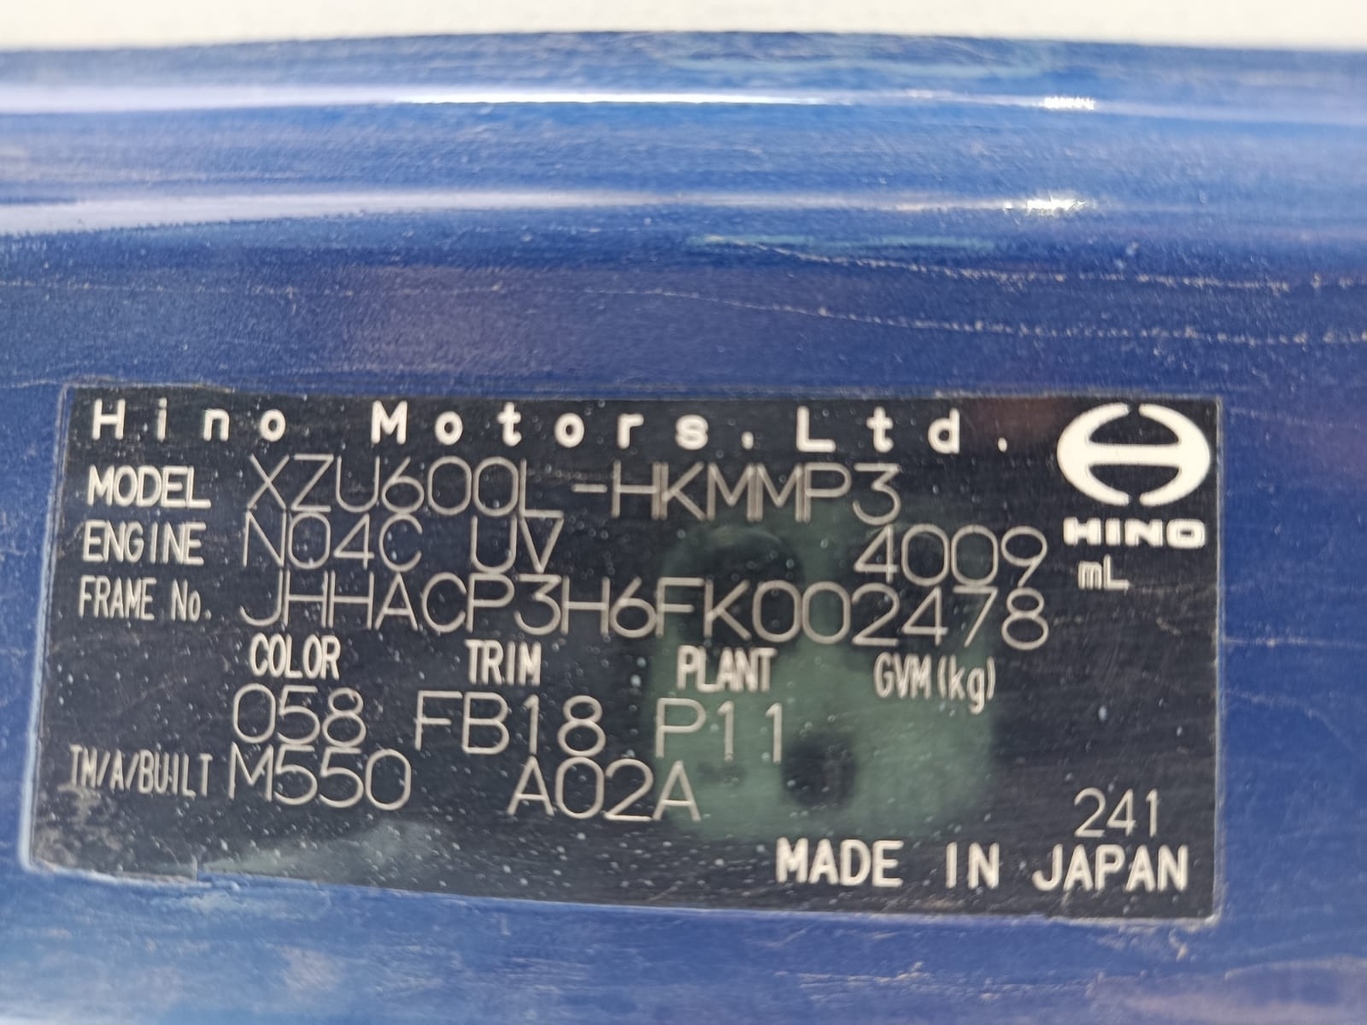 Hino Motors, Ltd.
MODEL XZU600L-HKMMP3
HINO
ENGINE N04C UV 4009 mL
FRAME No. JHHACP3H6FK002478
COLOR TRIM PLANT GVM(kg)
058 FB18 P11
TM/A/BUILT M550 A02A
241
MADE IN JAPAN